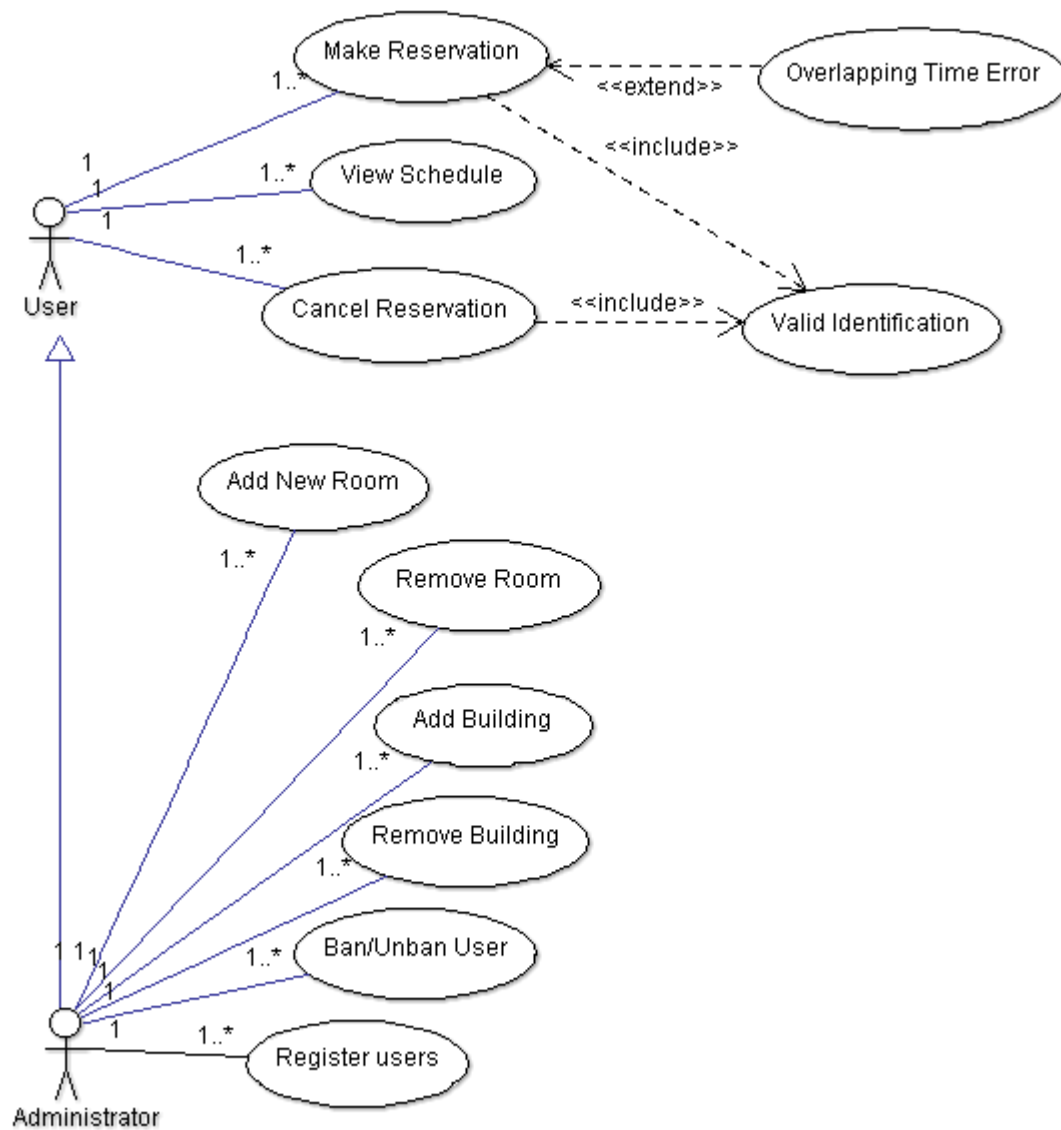 Make Reservation
Overlapping Time Error
<<extend>>
1..*
<<include>>
1
View Schedule
1..*
1
1
1..*
Cancel Reservation
<<include>>
Valid Identification
User
Add New Room
1..*
Remove Room
1..*
Add Building
1..*
Remove Building
1..*
Ban/Unban User
1..*
1
1
1
1
1
1
1..*
Register users
Administrator